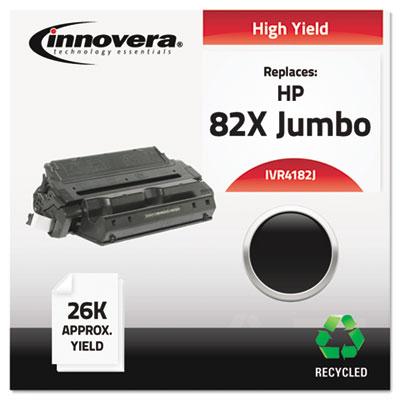 innovera
technology essentials
High Yield
Replaces:
HP
82X Jumbo
IVR4182J
26K
APPROX.
YIELD
RECYCLED